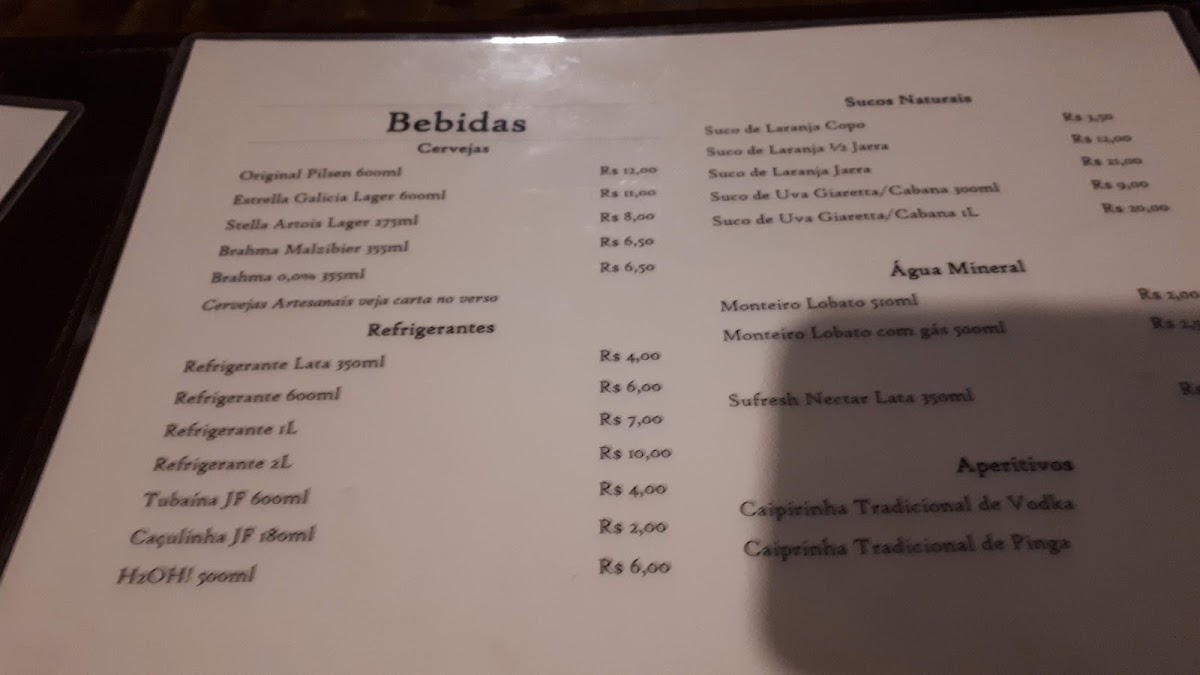 Bebidas
Cervejas
Original Pilsen 600ml R$ 12,00
Estrella Galicia Lager 600ml R$ 11,00
Stella Artois Lager 275ml R$ 8,00
Brahma Malzibier 355ml R$ 6,50
Brahma 0,0% 355ml R$ 6,50
Cervejas Artesanais veja carta no verso
Refrigerantes
Refrigerante Lata 350ml R$ 4,00
Refrigerante 600ml R$ 6,00
Refrigerante 1L R$ 7,00
Refrigerante 2L R$ 10,00
Tubaína JF 600ml R$ 4,00
Caçulinha JF 180ml R$ 2,00
H2OH! 500ml R$ 6,00
Sucos Naturais
Suco de Laranja Copo R$ 3,50
Suco de Laranja ½ Jarra R$ 12,00
Suco de Laranja Jarra R$ 21,00
Suco de Uva Giaretta/Cabana 300ml R$ 9,00
Suco de Uva Giaretta/Cabana 1L R$ 20,00
Água Mineral
Monteiro Lobato 510ml R$ 2,00
Monteiro Lobato com gás 500ml R$
Sufresh Nectar Lata 350ml
Aperitivos
Caipirinha Tradicional de Vodka
Caiprinha Tradicional de Pinga